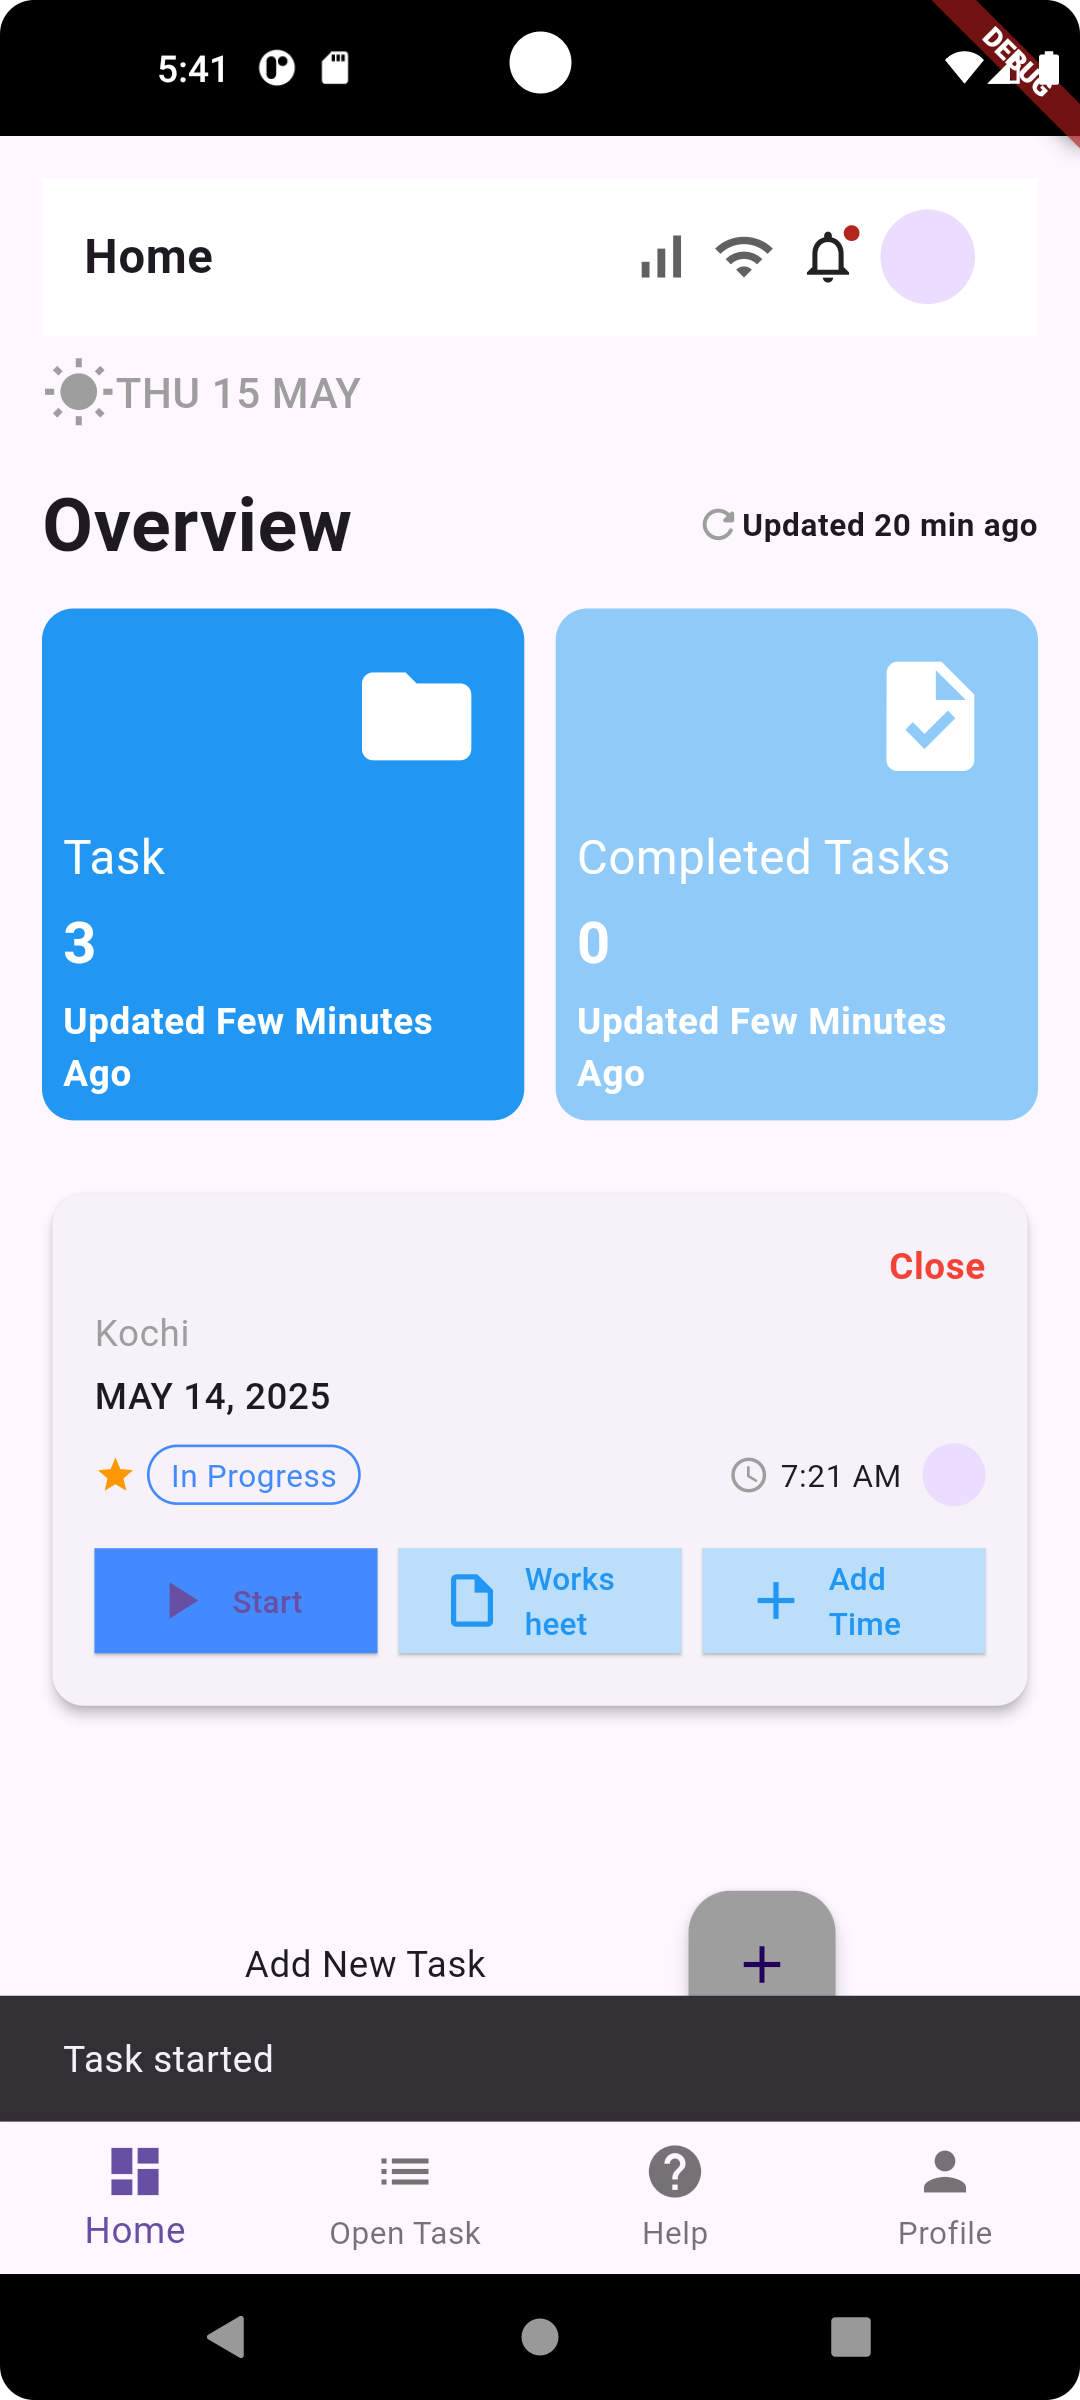 5:41
DEBUG
Home
THU 15 MAY
Overview
Updated 20 min ago
Task
3
Updated Few Minutes
Ago
Completed Tasks
0
Updated Few Minutes
Ago
Close
Kochi
MAY 14, 2025
In Progress
7:21 AM
Start
Works
heet
Add
Time
Add New Task
Task started
Home
Open Task
Help
Profile